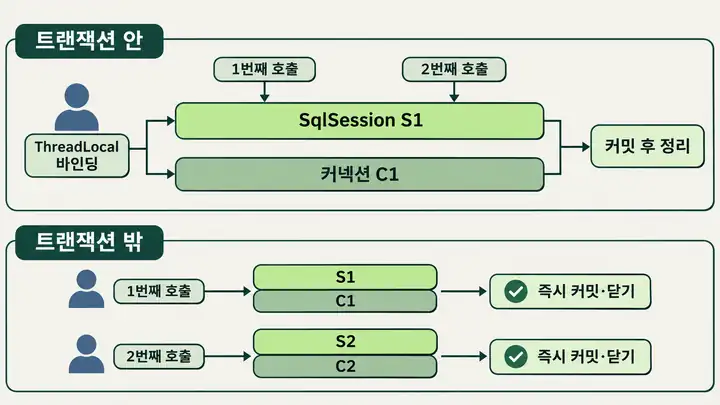 트랜잭션 안
1번째 호출
2번째 호출
SqlSession S1
ThreadLocal
바인딩
커넥션 C1
커밋 후 정리
트랜잭션 밖
1번째 호출
S1
C1
즉시 커밋·닫기
2번째 호출
S2
C2
즉시 커밋·닫기